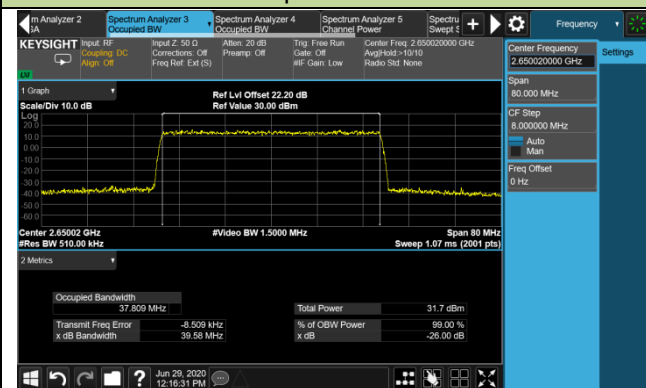 m Analyzer 2
SA
Spectrum Analyzer 3
Occupied BW
Spectrum Analyzer 4
Occupied BW
Spectrum Analyzer 5
Channel Power
Spectru
Swept S
Frequency
KEYSIGHT
Input: RF
Coupling: DC
Align: Off
Input Z: 50 Ω
Corrections: Off
Freq Ref: Ext (S)
Atten: 20 dB
Preamp: Off
Trig: Free Run
Gate: Off
#IF Gain: Low
Center Freq: 2.650020000 GHz
Avg|Hold:>10/10
Radio Std: None
LXI
Center Frequency
2.650020000 GHz
Settings
Span
80.000 MHz
CF Step
8.000000 MHz
Auto
Man
Freq Offset
0 Hz
1 Graph
Scale/Div 10.0 dB
Ref Lvl Offset 22.20 dB
Ref Value 30.00 dBm
Log
20.0
10.0
0.00
-10.0
-20.0
-30.0
-40.0
-50.0
-60.0
Center 2.65002 GHz
#Res BW 510.00 kHz
#Video BW 1.5000 MHz
Span 80 MHz
Sweep 1.07 ms (2001 pts)
2 Metrics
Occupied Bandwidth
37.809 MHz
Total Power 31.7 dBm
Transmit Freq Error -8.509 kHz
% of OBW Power 99.00 %
x dB Bandwidth 39.58 MHz
x dB -26.00 dB
Jun 29, 2020
12:16:31 PM